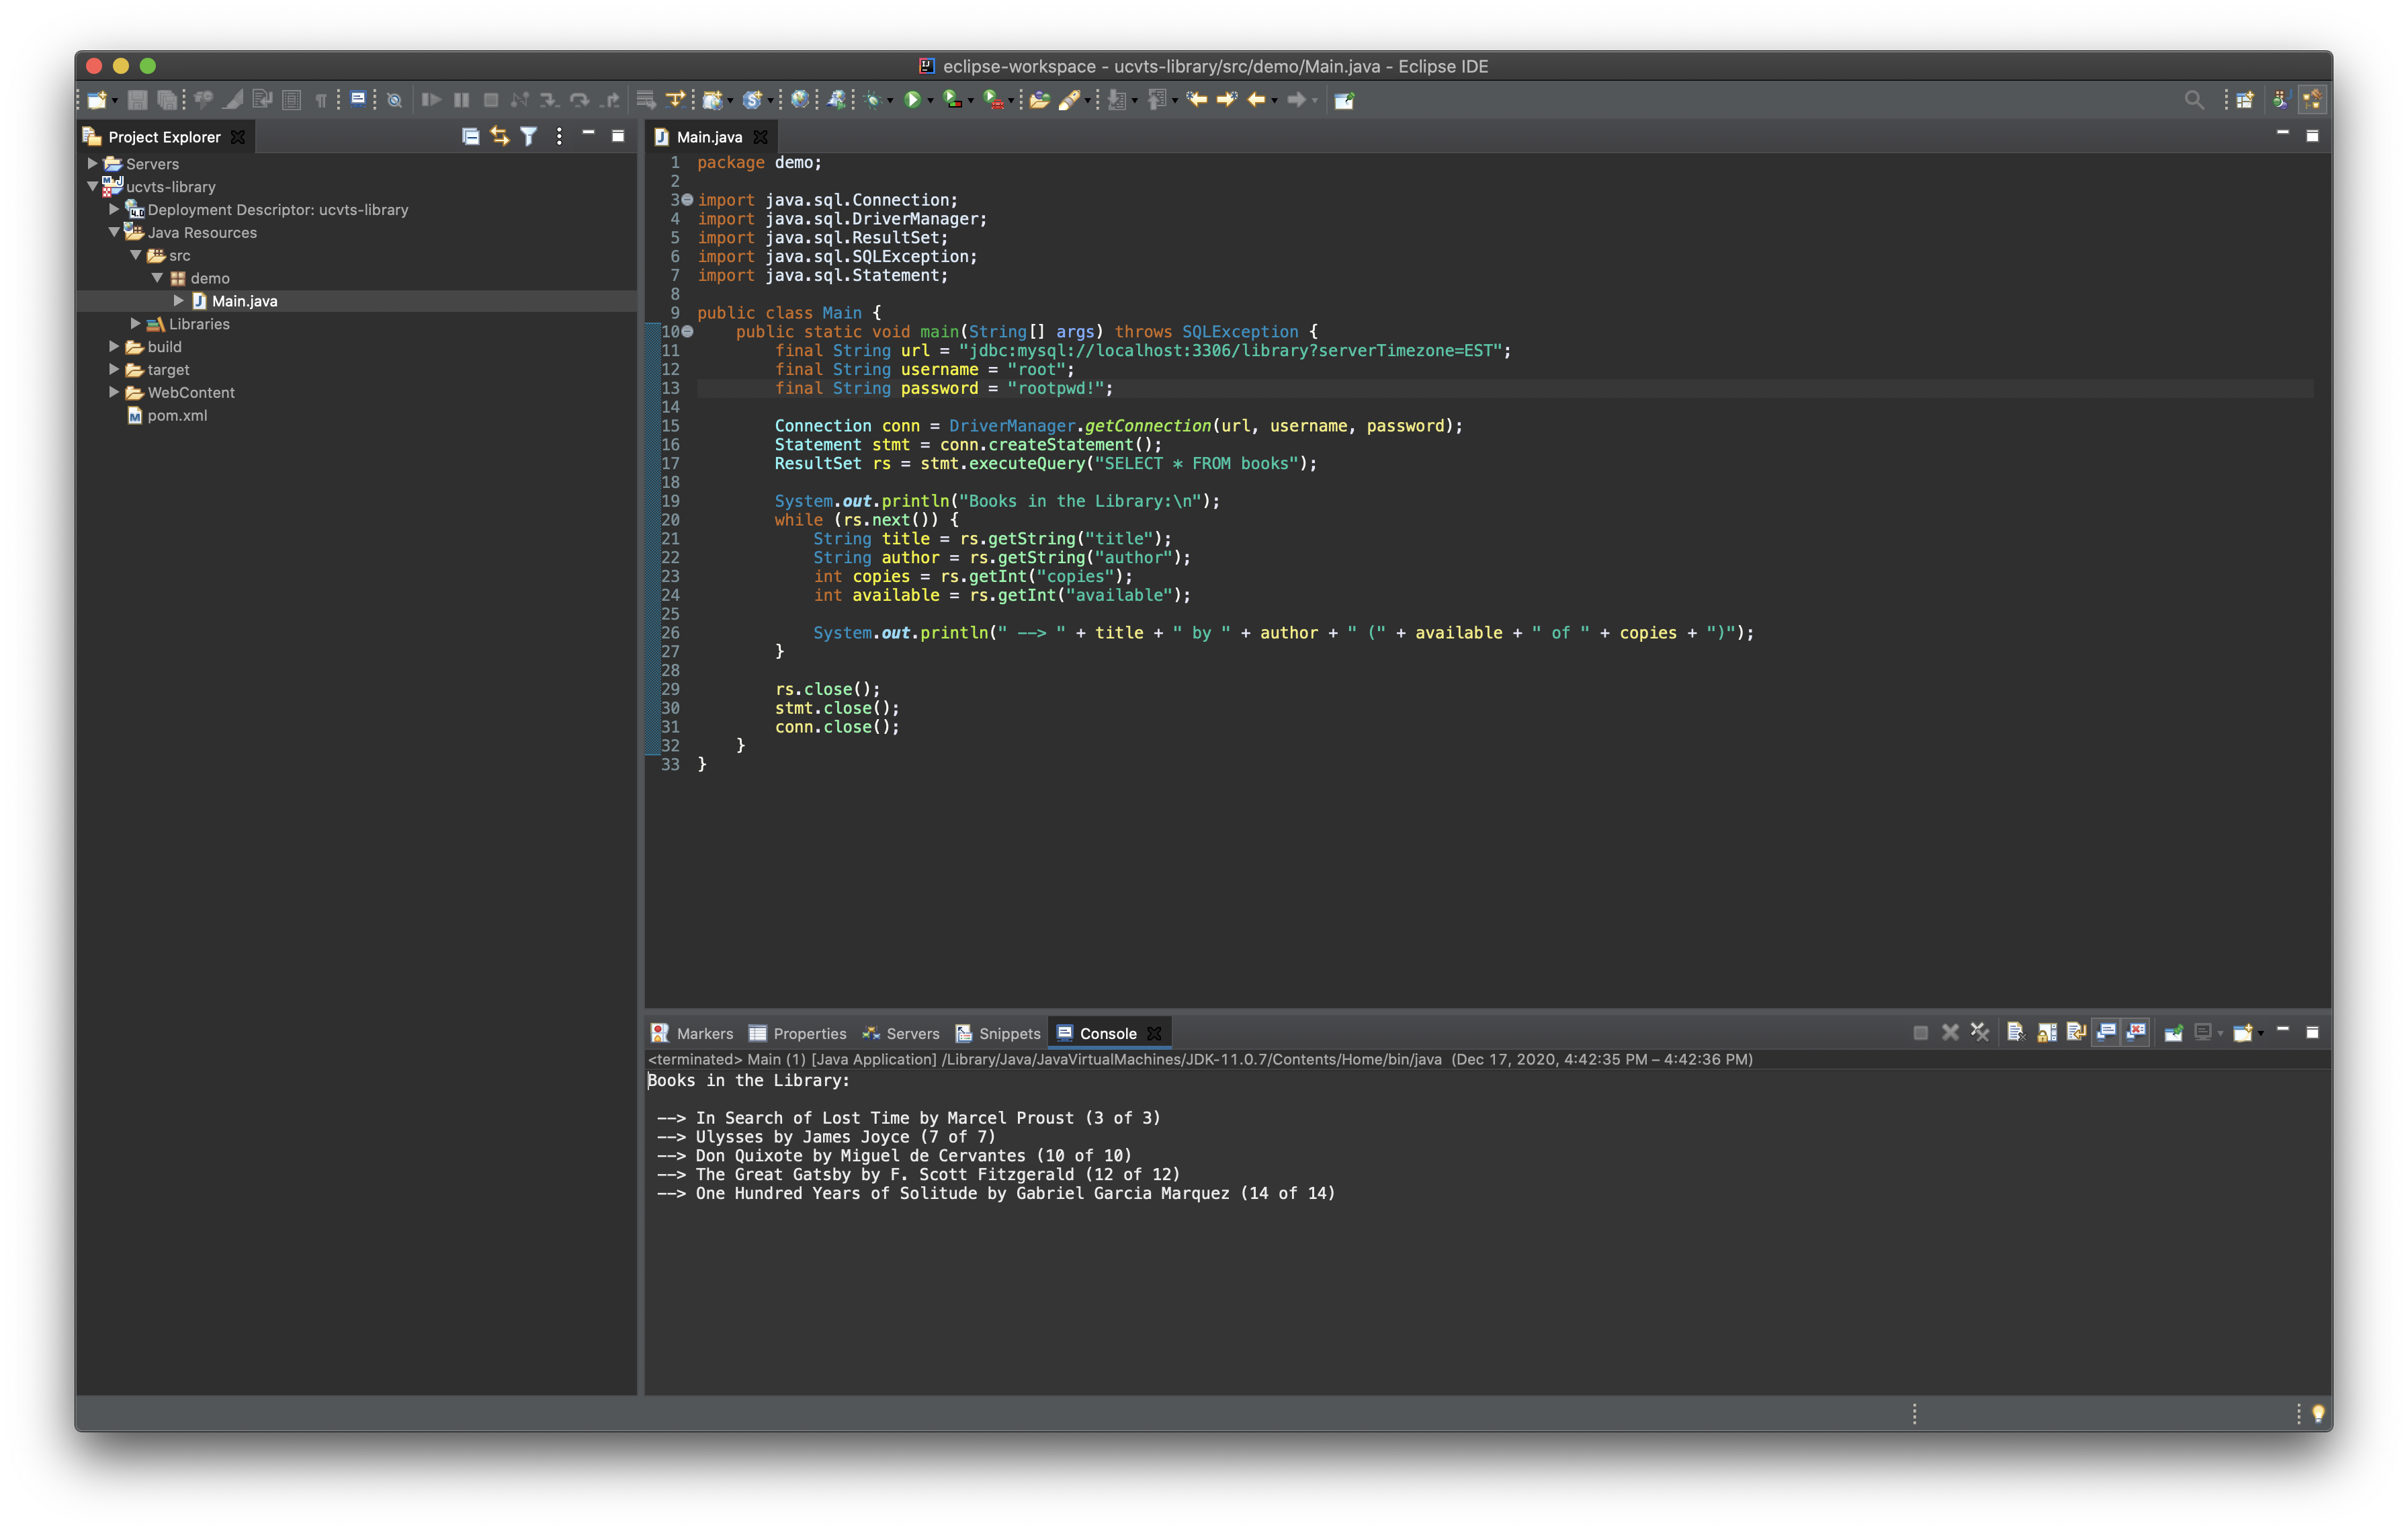 eclipse-workspace - ucvts-library/src/demo/Main.java - Eclipse IDE
Project Explorer
Servers
ucvts-library
Deployment Descriptor: ucvts-library
Java Resources
src
demo
Main.java
Libraries
build
target
WebContent
pom.xml
Main.java
1 package demo;
2
3 import java.sql.Connection;
4 import java.sql.DriverManager;
5 import java.sql.ResultSet;
6 import java.sql.SQLException;
7 import java.sql.Statement;
8
9 public class Main {
10     public static void main(String[] args) throws SQLException {
11         final String url = "jdbc:mysql://localhost:3306/library?serverTimezone=EST";
12         final String username = "root";
13         final String password = "rootpwd!";
14
15         Connection conn = DriverManager.getConnection(url, username, password);
16         Statement stmt = conn.createStatement();
17         ResultSet rs = stmt.executeQuery("SELECT * FROM books");
18
19         System.out.println("Books in the Library:\n");
20         while (rs.next()) {
21             String title = rs.getString("title");
22             String author = rs.getString("author");
23             int copies = rs.getInt("copies");
24             int available = rs.getInt("available");
25
26             System.out.println(" --> " + title + " by " + author + " (" + available + " of " + copies + ")");
27         }
28
29         rs.close();
30         stmt.close();
31         conn.close();
32     }
33 }
Markers Properties Servers Snippets Console
<terminated> Main (1) [Java Application] /Library/Java/JavaVirtualMachines/JDK-11.0.7/Contents/Home/bin/java (Dec 17, 2020, 4:42:35 PM – 4:42:36 PM)
Books in the Library:
--> In Search of Lost Time by Marcel Proust (3 of 3)
--> Ulysses by James Joyce (7 of 7)
--> Don Quixote by Miguel de Cervantes (10 of 10)
--> The Great Gatsby by F. Scott Fitzgerald (12 of 12)
--> One Hundred Years of Solitude by Gabriel Garcia Marquez (14 of 14)